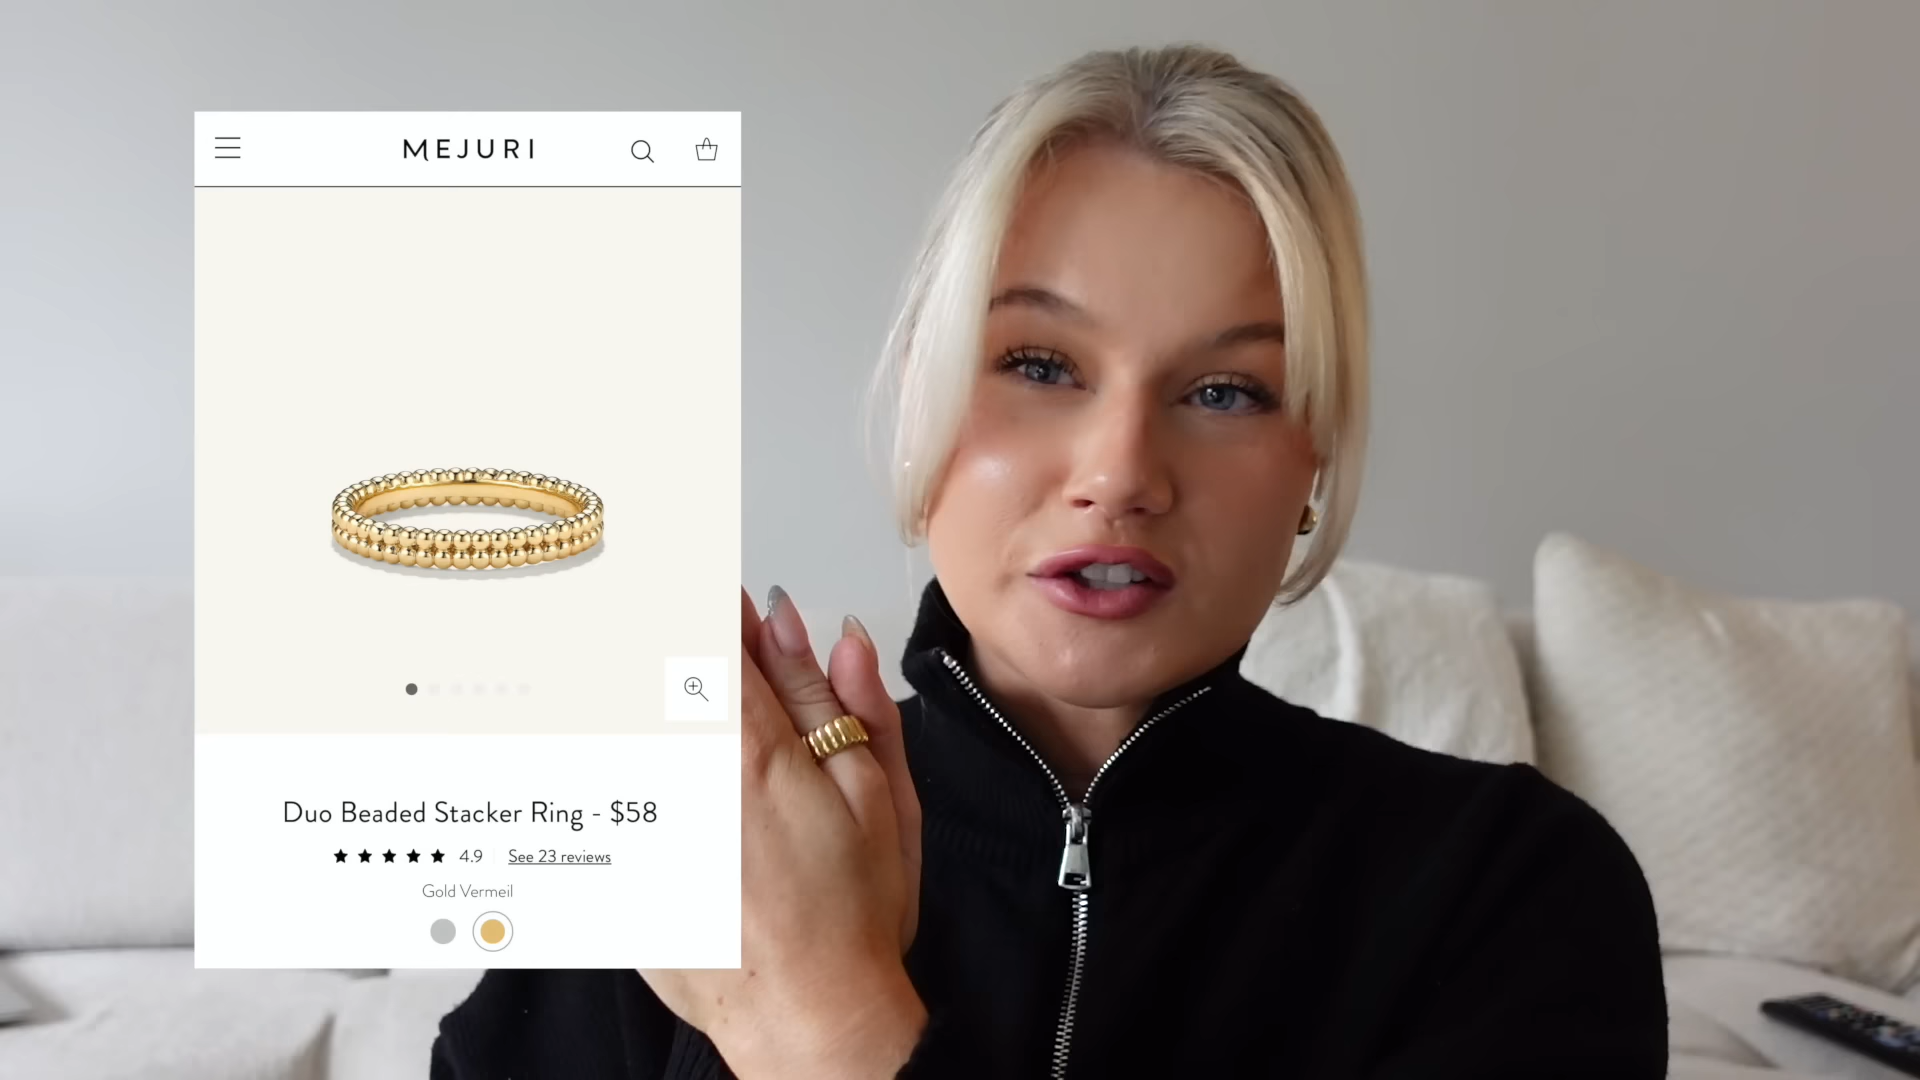 MEJURI
Duo Beaded Stacker Ring - $58
4.9 See 23 reviews
Gold Vermeil